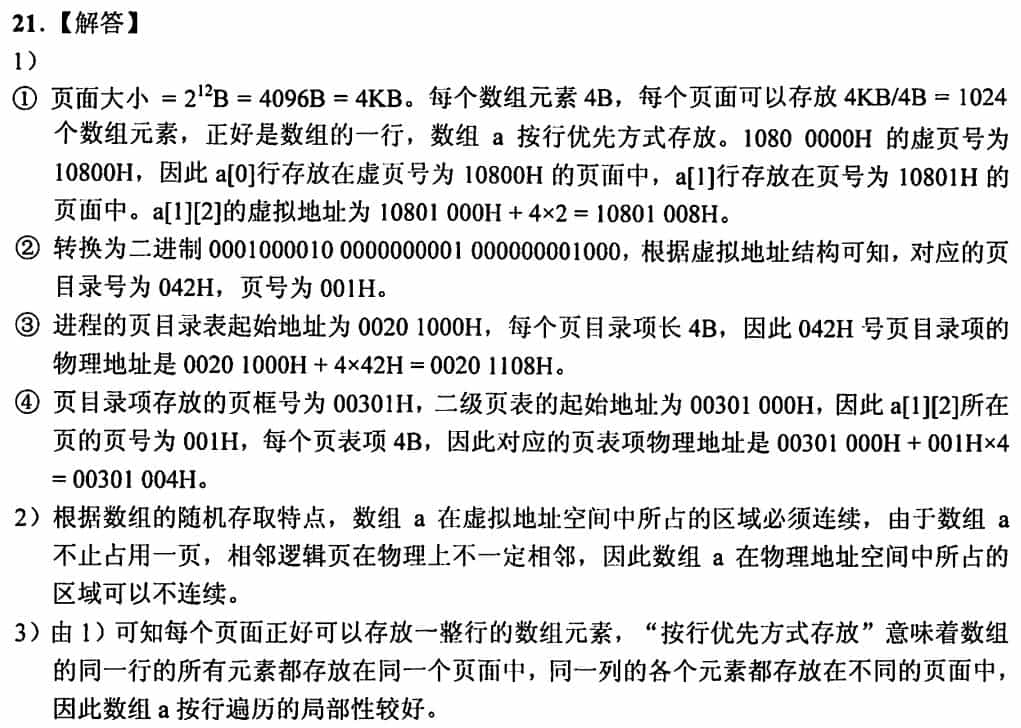 21.【解答】
1）
① 页面大小 = 2¹²B = 4096B = 4KB。每个数组元素 4B，每个页面可以存放 4KB/4B = 1024
个数组元素，正好是数组的一行，数组 a 按行优先方式存放。1080 0000H 的虚页号为
10800H，因此 a[0]行存放在虚页号为 10800H 的页面中，a[1]行存放在页号为 10801H 的
页面中。a[1][2]的虚拟地址为 10801 000H + 4×2 = 10801 008H。
② 转换为二进制 0001000010 0000000001 000000001000，根据虚拟地址结构可知，对应的页
目录号为 042H，页号为 001H。
③ 进程的页目录表起始地址为 0020 1000H，每个页目录项长 4B，因此 042H 号页目录项的
物理地址是 0020 1000H + 4×42H = 0020 1108H。
④ 页目录项存放的页框号为 00301H，二级页表的起始地址为 00301 000H，因此 a[1][2]所在
页的页号为 001H，每个页表项 4B，因此对应的页表项物理地址是 00301 000H + 001H×4
= 00301 004H。
2）根据数组的随机存取特点，数组 a 在虚拟地址空间中所占的区域必须连续，由于数组 a
不止占用一页，相邻逻辑页在物理上不一定相邻，因此数组 a 在物理地址空间中所占的
区域可以不连续。
3）由 1）可知每个页面正好可以存放一整行的数组元素，“按行优先方式存放”意味着数组
的同一行的所有元素都存放在同一个页面中，同一列的各个元素都存放在不同的页面中，
因此数组 a 按行遍历的局部性较好。